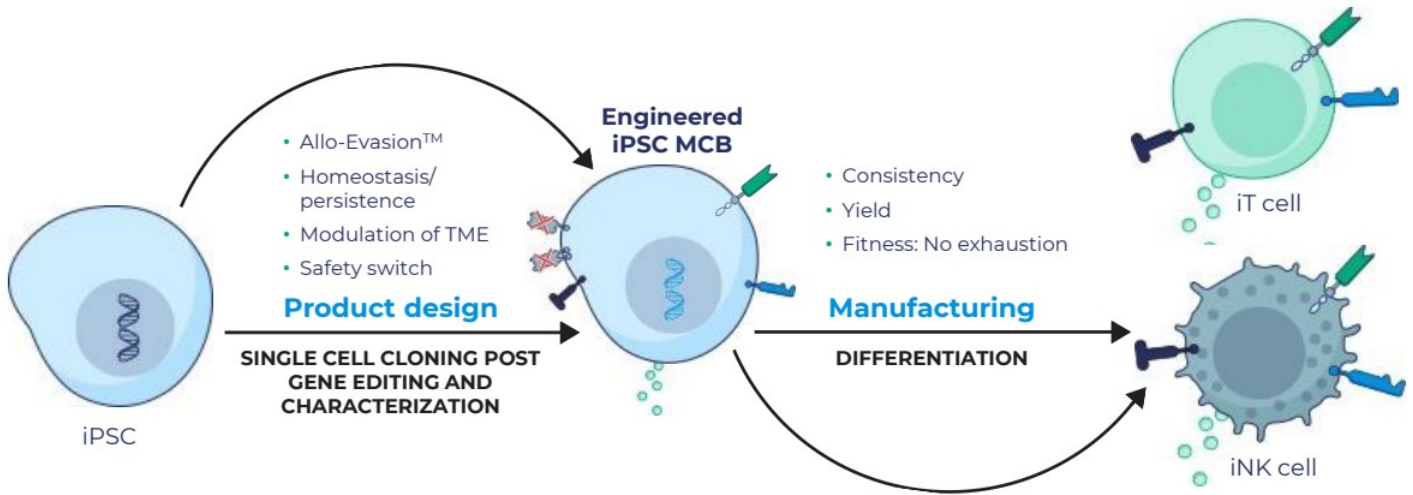 iPSC
• Allo-Evasion™
• Homeostasis/
persistence
• Modulation of TME
• Safety switch
Product design
SINGLE CELL CLONING POST
GENE EDITING AND
CHARACTERIZATION
Engineered
iPSC MCB
• Consistency
• Yield
• Fitness: No exhaustion
Manufacturing
DIFFERENTIATION
iT cell
iNK cell